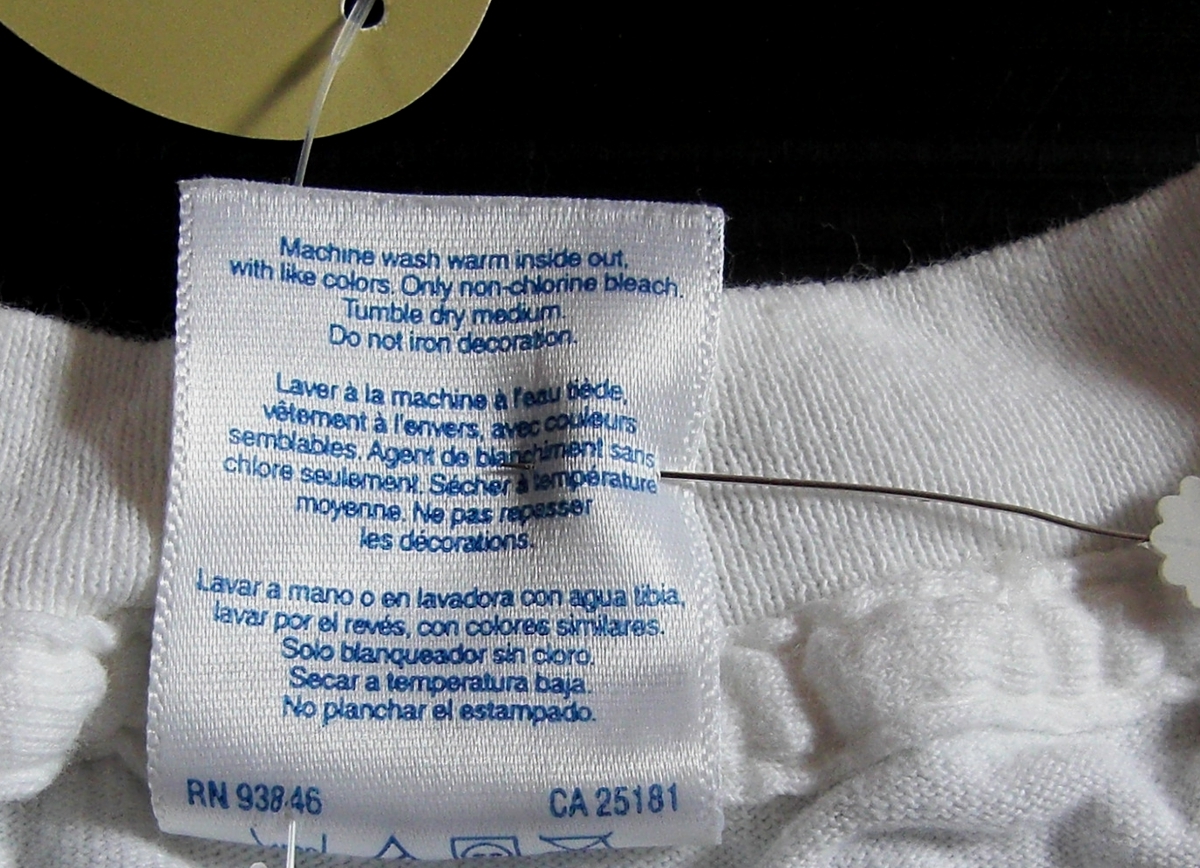 Machine wash warm inside out,
with like colors. Only non-chlorine bleach.
Tumble dry medium.
Do not iron decoration.
Laver à la machine à l'eau tiède,
vêtement à l'envers, avec couleurs
semblables. Agent de blanchiment sans
chlore seulement. Sécher à température
moyenne. Ne pas repasser
les décorations.
Lavar a mano o en lavadora con agua tibia,
lavar por el revés, con colores similares.
Solo blanqueador sin cloro.
Secar a temperatura baja.
No planchar el estampado.
RN 93846 CA 25181